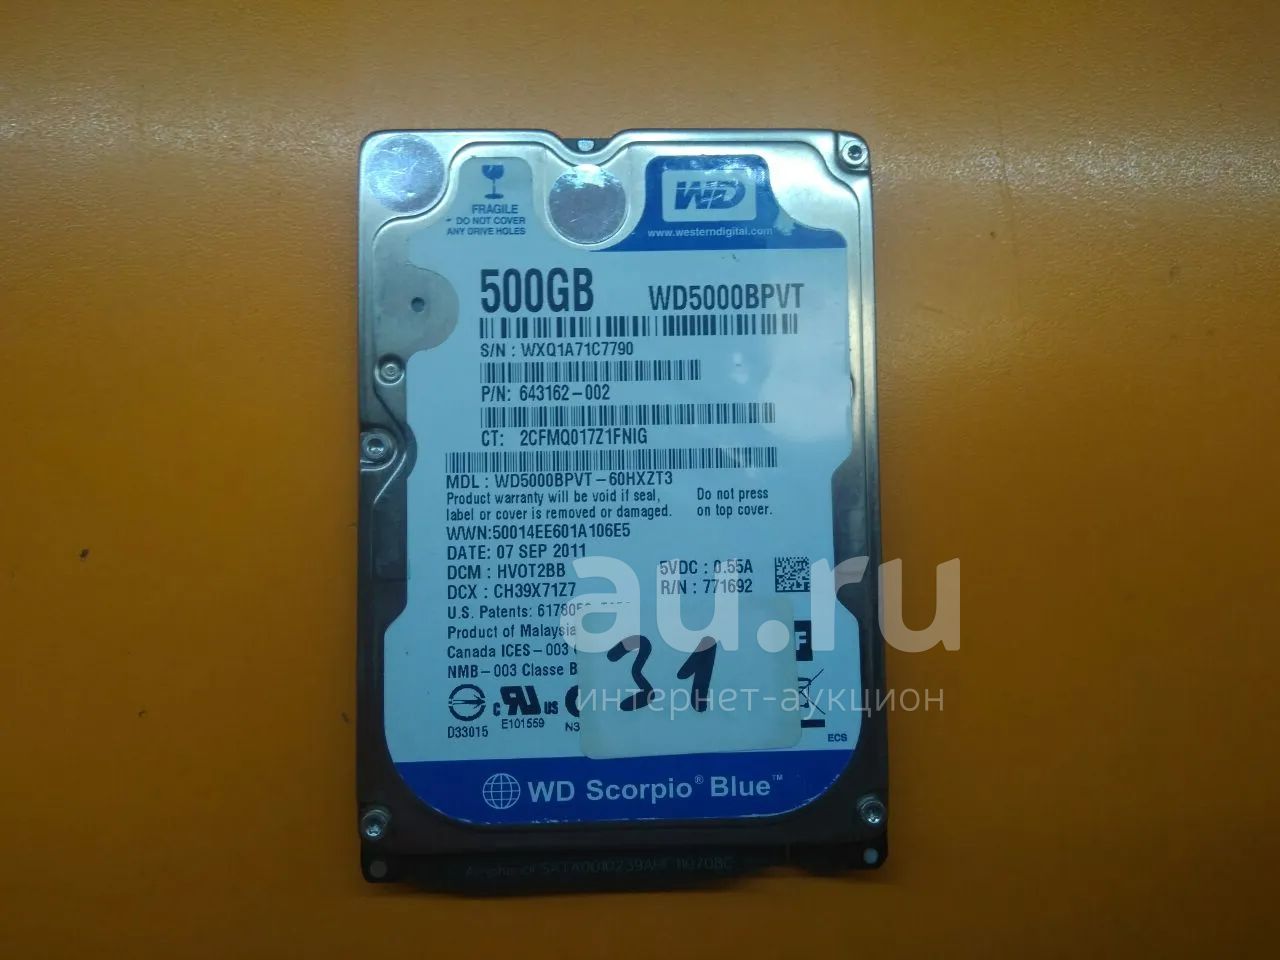 FRAGILE
DO NOT COVER
ANY DRIVE HOLES
WD
www.westerndigital.com
500GB WD5000BPVT
S/N : WXQ1A71C7790
P/N: 643162-002
CT: 2CFMQ017Z1FNIG
MDL : WD5000BPVT-60HXZT3
Product warranty will be void if seal, Do not press
label or cover is removed or damaged. on top cover.
WWN:50014EE601A106E5
DATE: 07 SEP 2011
DCM : HVOT2BB 5VDC : 0.55A
DCX : CH39X71Z7 R/N : 771692
U.S. Patents:
Product of Malaysia
Canada ICES-003
NMB-003 Classe B
31
au.ru
интернет-аукцион
D33015 c UL us E101559
ECS
WD Scorpio® Blue™